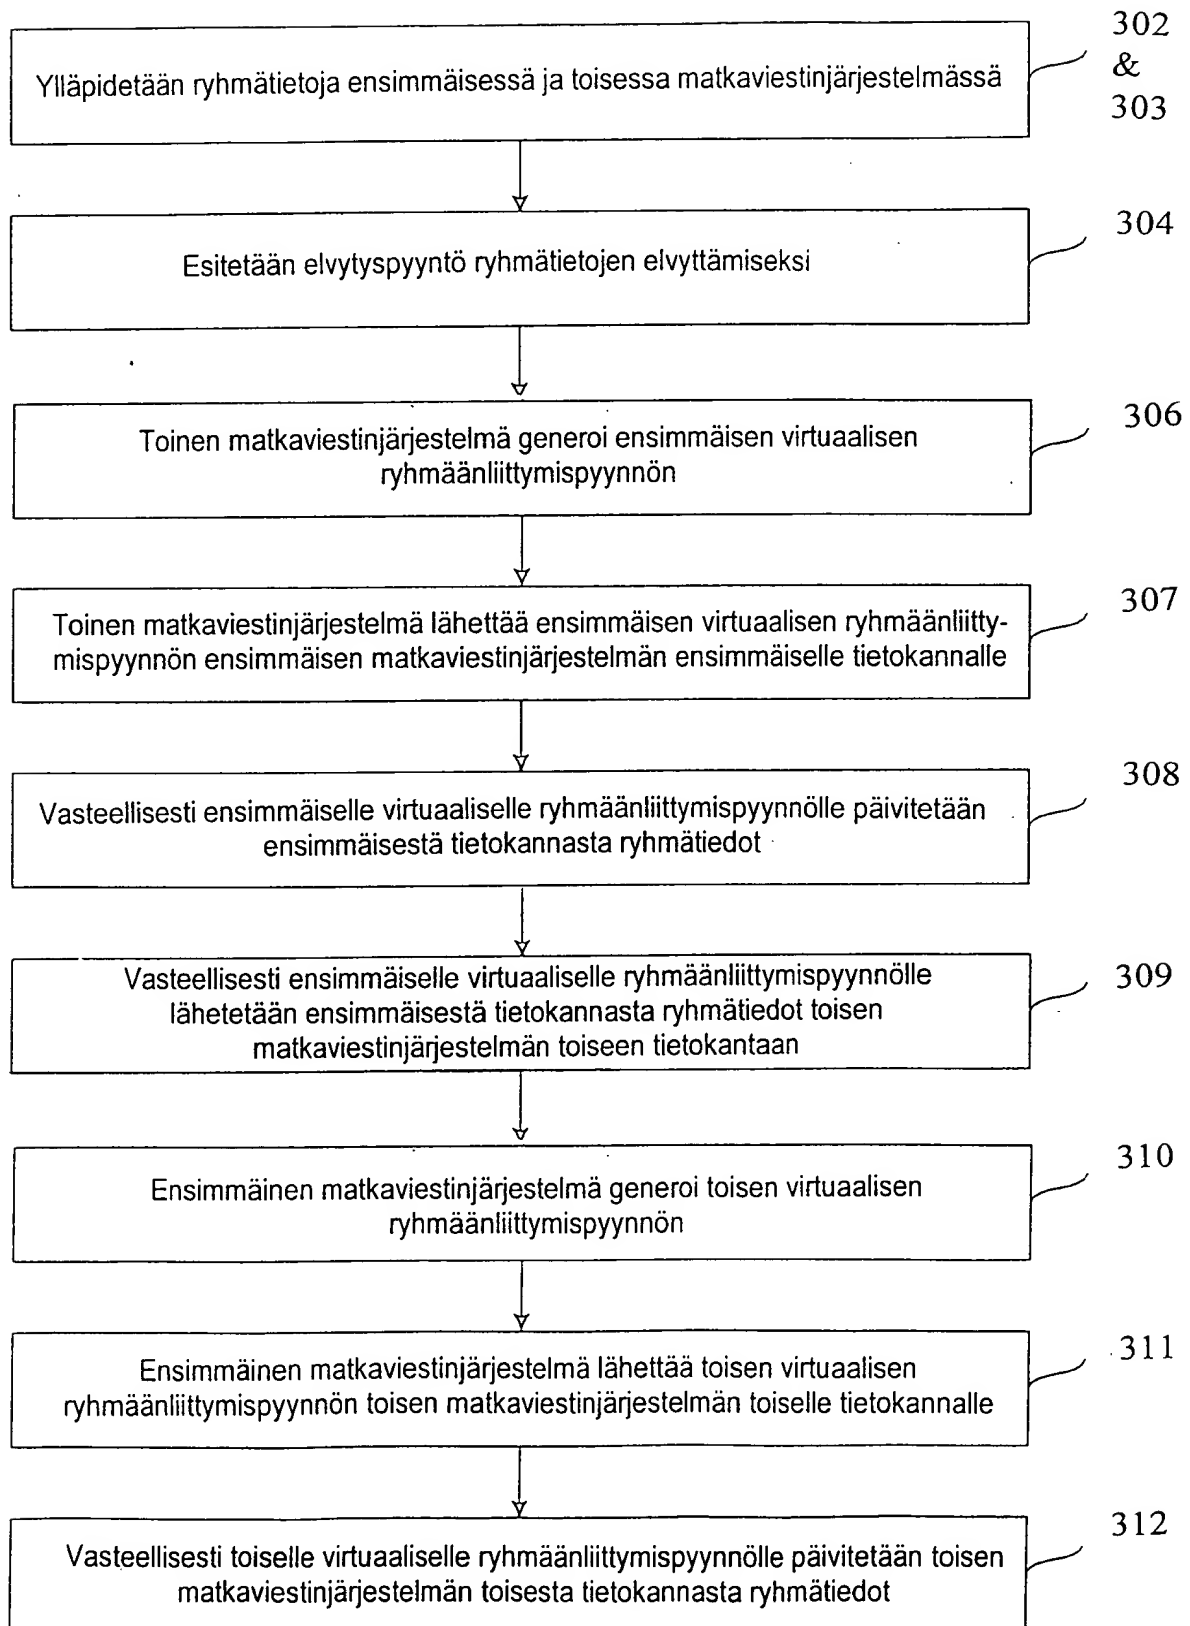 302
&
303
Ylläpidetään ryhmätietoja ensimmäisessä ja toisessa matkaviestinjärjestelmässä
304
Esitetään elvytyspyyntö ryhmätietojen elvyttämiseksi
306
Toinen matkaviestinjärjestelmä generoi ensimmäisen virtuaalisen
ryhmäänliittymispyynnön
307
Toinen matkaviestinjärjestelmä lähettää ensimmäisen virtuaalisen ryhmäänliitty-
mispyynnön ensimmäisen matkaviestinjärjestelmän ensimmäiselle tietokannalle
308
Vasteellisesti ensimmäiselle virtuaaliselle ryhmäänliittymispyynnölle päivitetään
ensimmäisestä tietokannasta ryhmätiedot
309
Vasteellisesti ensimmäiselle virtuaaliselle ryhmäänliittymispyynnölle
lähetetään ensimmäisestä tietokannasta ryhmätiedot toisen
matkaviestinjärjestelmän toiseen tietokantaan
310
Ensimmäinen matkaviestinjärjestelmä generoi toisen virtuaalisen
ryhmäänliittymispyynnön
311
Ensimmäinen matkaviestinjärjestelmä lähettää toisen virtuaalisen
ryhmäänliittymispyynnön toisen matkaviestinjärjestelmän toiselle tietokannalle
312
Vasteellisesti toiselle virtuaaliselle ryhmäänliittymispyynnölle päivitetään toisen
matkaviestinjärjestelmän toisesta tietokannasta ryhmätiedot